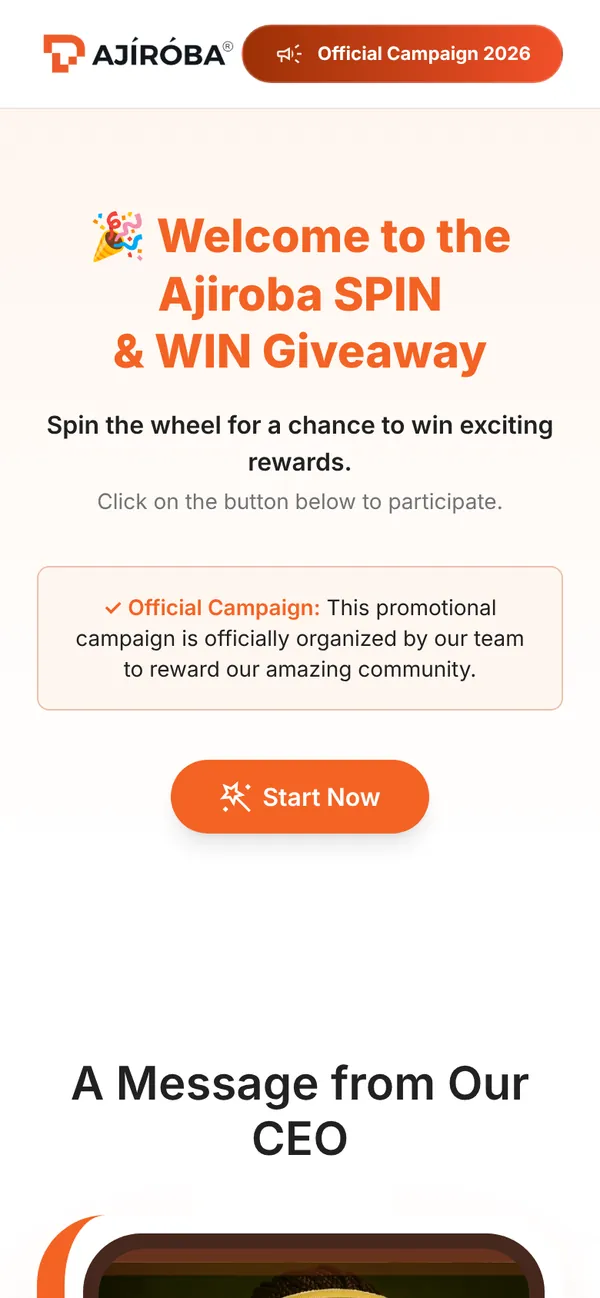 AJÍRÓBA®
Official Campaign 2026
🎉 Welcome to the
Ajiroba SPIN
& WIN Giveaway
Spin the wheel for a chance to win exciting
rewards.
Click on the button below to participate.
✓ Official Campaign: This promotional
campaign is officially organized by our team
to reward our amazing community.
Start Now
A Message from Our
CEO